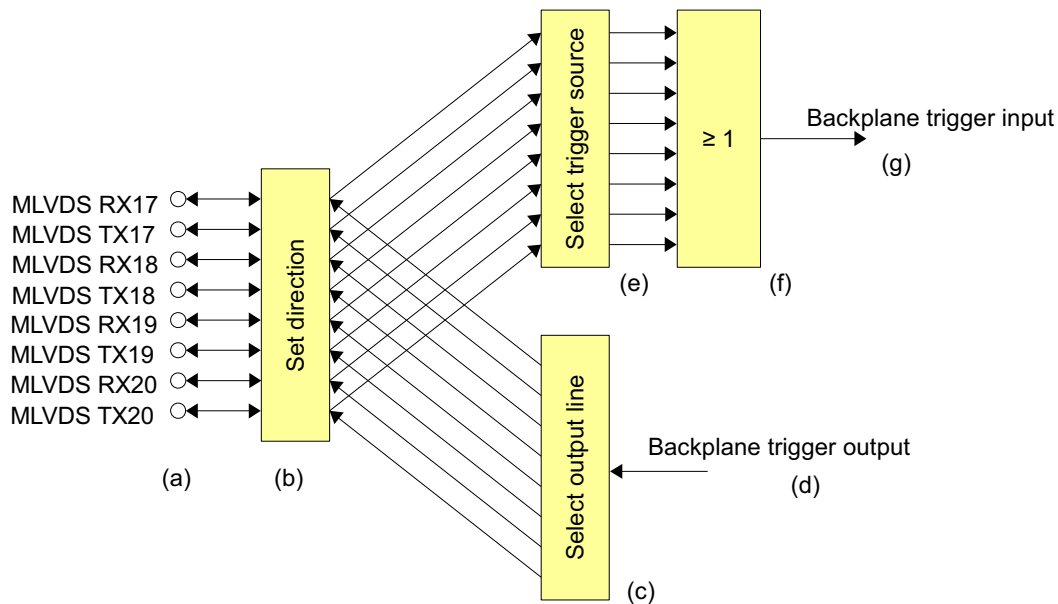 MLVDS RX17
MLVDS TX17
MLVDS RX18
MLVDS TX18
MLVDS RX19
MLVDS TX19
MLVDS RX20
MLVDS TX20
(a)
Set direction
(b)
Select trigger source
(e)
≥ 1
(f)
Backplane trigger input
(g)
Select output line
(c)
Backplane trigger output
(d)